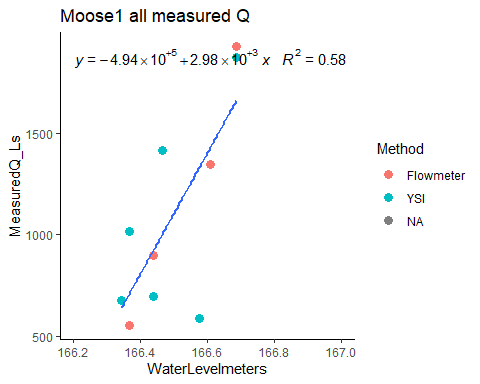 Moose1 all measured Q
y = −4.94×10⁺⁵ +2.98×10⁺³ x R² = 0.58
1500
1000
500
MeasuredQ_Ls
166.2 166.4 166.6 166.8 167.0
WaterLevelmeters
Method
Flowmeter
YSI
NA